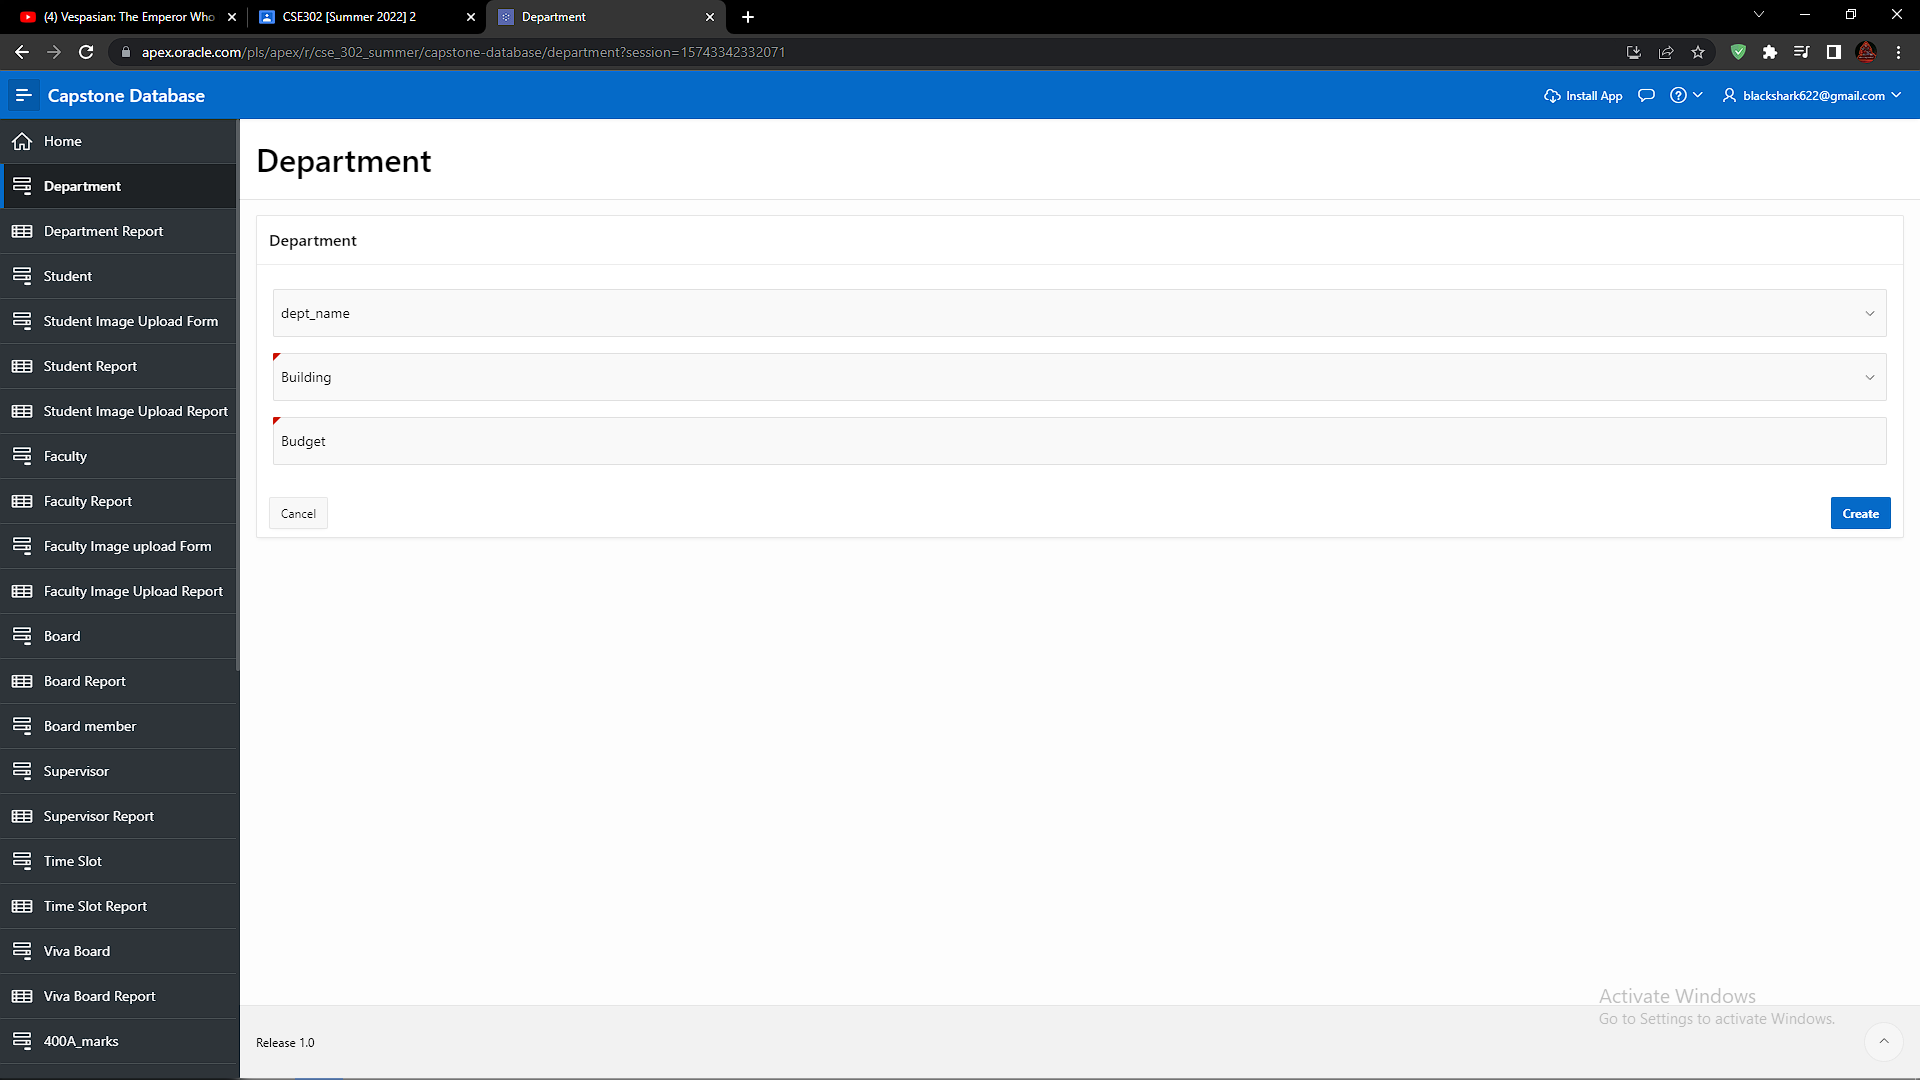 (4) Vespasian: The Emperor Who
CSE302 [Summer 2022] 2
Department
apex.oracle.com/pls/apex/r/cse_302_summer/capstone-database/department?session=15743342332071
Capstone Database
Install App
blackshark622@gmail.com
Home
Department
Department Report
Student
Student Image Upload Form
Student Report
Student Image Upload Report
Faculty
Faculty Report
Faculty Image upload Form
Faculty Image Upload Report
Board
Board Report
Board member
Supervisor
Supervisor Report
Time Slot
Time Slot Report
Viva Board
Viva Board Report
400A_marks
Department
Department
dept_name
Building
Budget
Cancel
Create
Activate Windows
Go to Settings to activate Windows.
Release 1.0